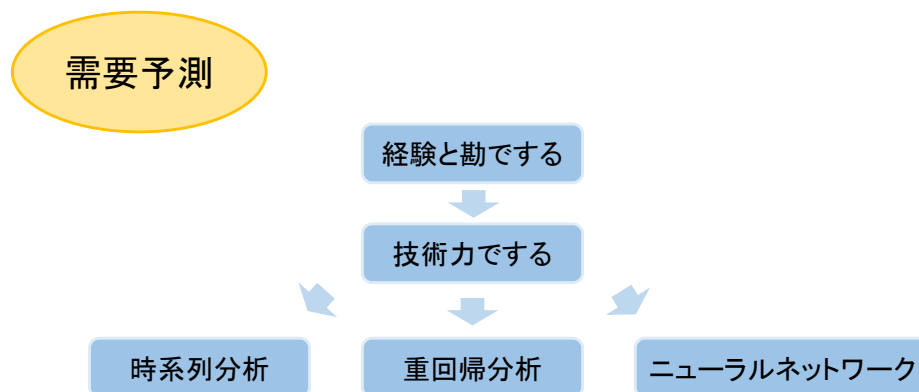 需要予測
経験と勘でする
技術力でする
時系列分析
重回帰分析
ニューラルネットワーク